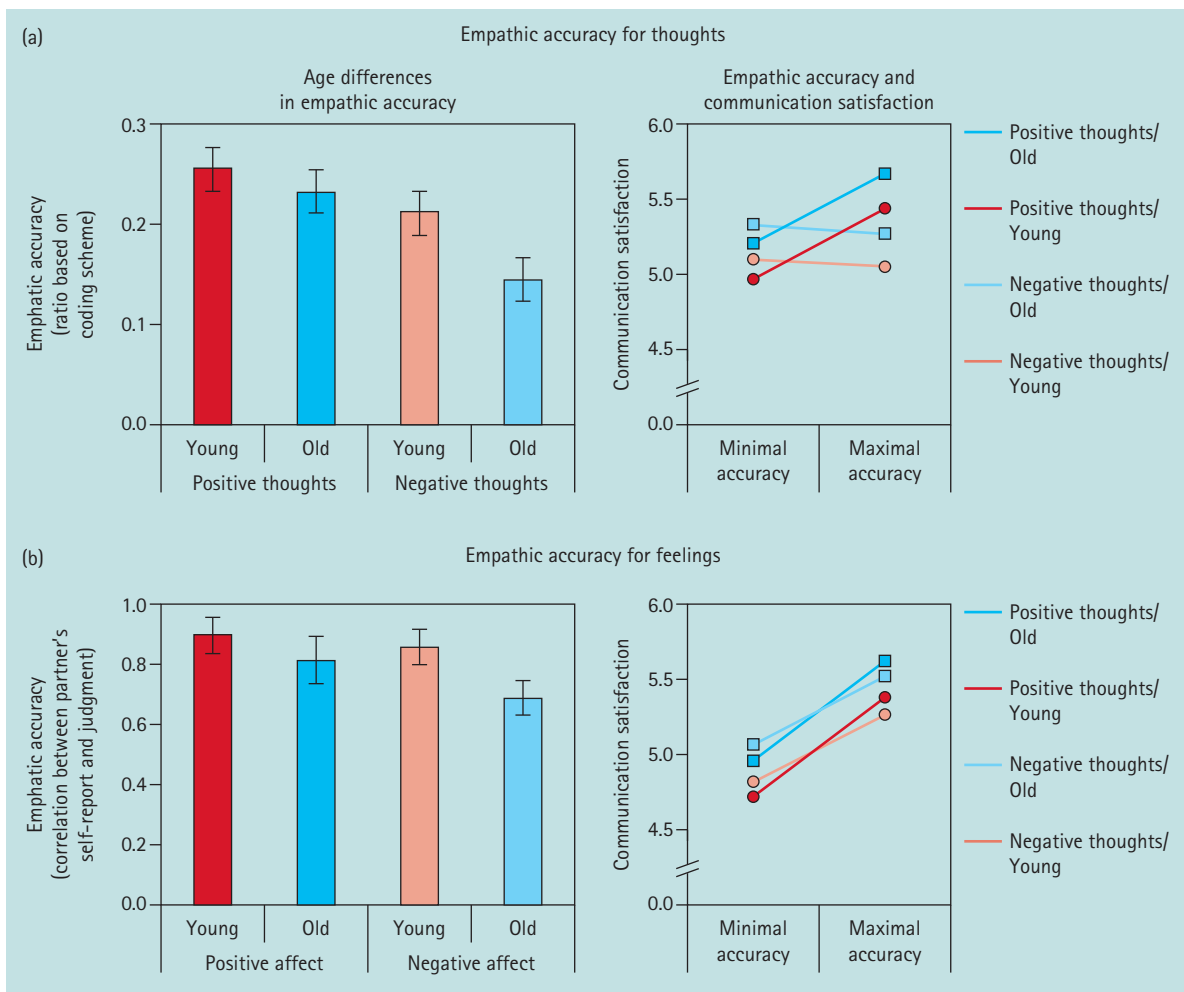 (a)
Empathic accuracy for thoughts
Age differences
in empathic accuracy
Emphatic accuracy
(ratio based on
coding scheme)
0.3
0.2
0.1
0.0
Young
Old
Young
Old
Positive thoughts
Negative thoughts
Empathic accuracy and
communication satisfaction
Communication satisfaction
6.0
5.5
5.0
4.5
0.0
Minimal
accuracy
Maximal
accuracy
Positive thoughts/
Old
Positive thoughts/
Young
Negative thoughts/
Old
Negative thoughts/
Young
(b)
Empathic accuracy for feelings
Emphatic accuracy
(correlation between partner's
self-report and judgment)
1.0
0.8
0.6
0.4
0.2
0.0
Young
Old
Young
Old
Positive affect
Negative affect
Communication satisfaction
6.0
5.5
5.0
4.5
0.0
Minimal
accuracy
Maximal
accuracy
Positive thoughts/
Old
Positive thoughts/
Young
Negative thoughts/
Old
Negative thoughts/
Young